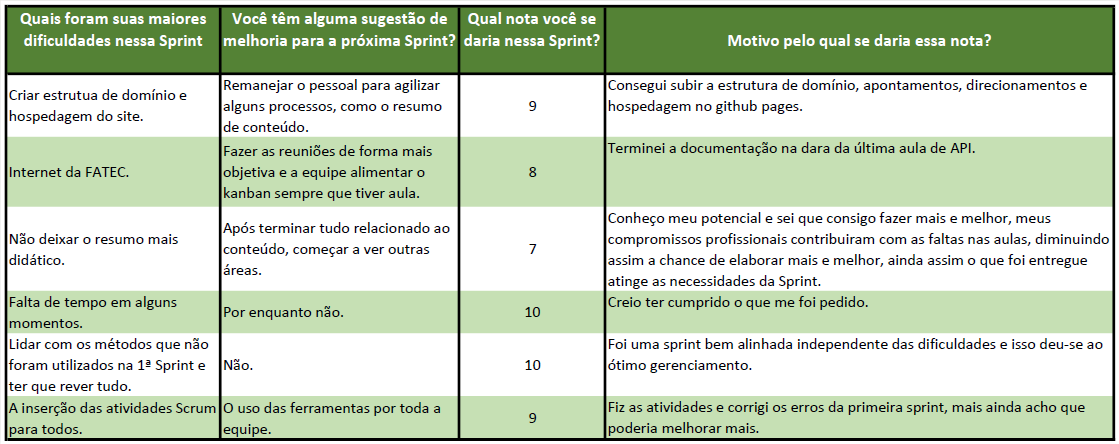 Quais foram suas maiores
dificuldades nessa Sprint
Você têm alguma sugestão de
melhoria para a próxima Sprint?
Qual nota você se
daria nessa Sprint?
Motivo pelo qual se daria essa nota?
Criar estrutua de domínio e
hospedagem do site.
Remanejar o pessoal para agilizar
alguns processos, como o resumo
de conteúdo.
9
Consegui subir a estrutura de domínio, apontamentos, direcionamentos e
hospedagem no github pages.
Internet da FATEC.
Fazer as reuniões de forma mais
objetiva e a equipe alimentar o
kanban sempre que tiver aula.
8
Terminei a documentação na dara da última aula de API.
Não deixar o resumo mais
didático.
Após terminar tudo relacionado ao
conteúdo, começar a ver outras
áreas.
7
Conheço meu potencial e sei que consigo fazer mais e melhor, meus
compromissos profissionais contribuiram com as faltas nas aulas, diminuindo
assim a chance de elaborar mais e melhor, ainda assim o que foi entregue
atinge as necessidades da Sprint.
Falta de tempo em alguns
momentos.
Por enquanto não.
10
Creio ter cumprido o que me foi pedido.
Lidar com os métodos que não
foram utilizados na 1ª Sprint e
ter que rever tudo.
Não.
10
Foi uma sprint bem alinhada independente das dificuldades e isso deu-se ao
ótimo gerenciamento.
A inserção das atividades Scrum
para todos.
O uso das ferramentas por toda a
equipe.
9
Fiz as atividades e corrigi os erros da primeira sprint, mais ainda acho que
poderia melhorar mais.